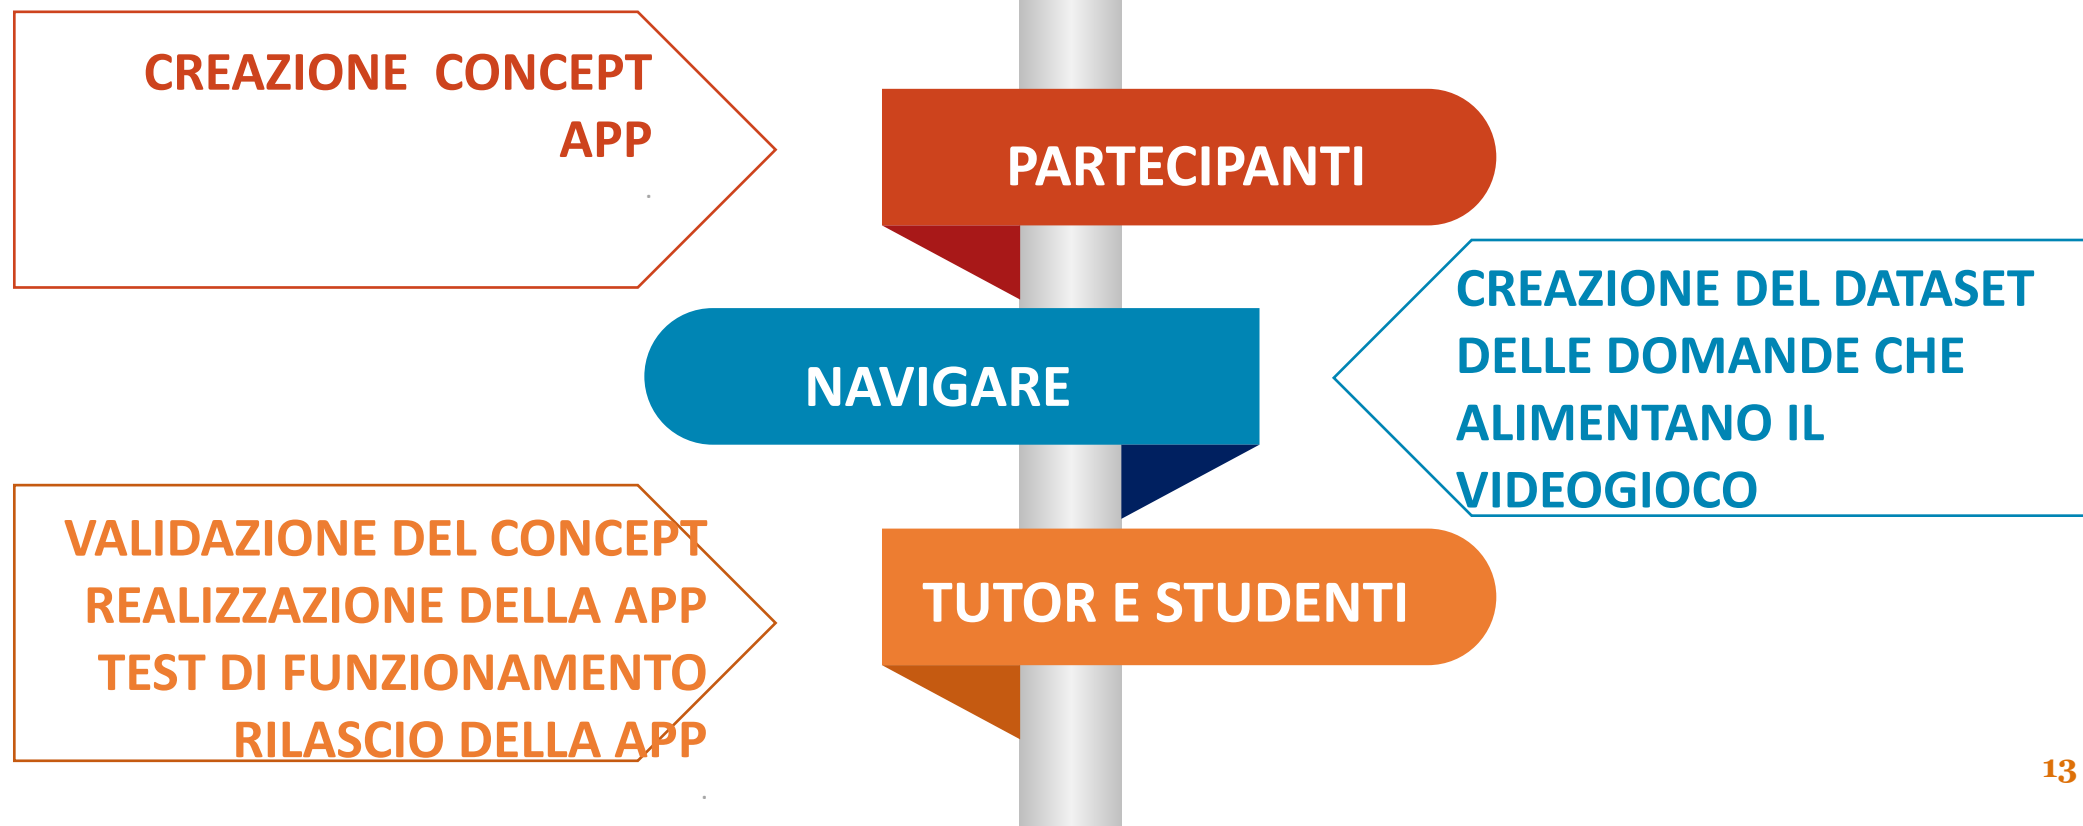 CREAZIONE CONCEPT
APP
.
PARTECIPANTI
CREAZIONE DEL DATASET
DELLE DOMANDE CHE
ALIMENTANO IL
VIDEOGIOCO
NAVIGARE
VALIDAZIONE DEL CONCEPT
REALIZZAZIONE DELLA APP
TEST DI FUNZIONAMENTO
RILASCIO DELLA APP
.
TUTOR E STUDENTI
13